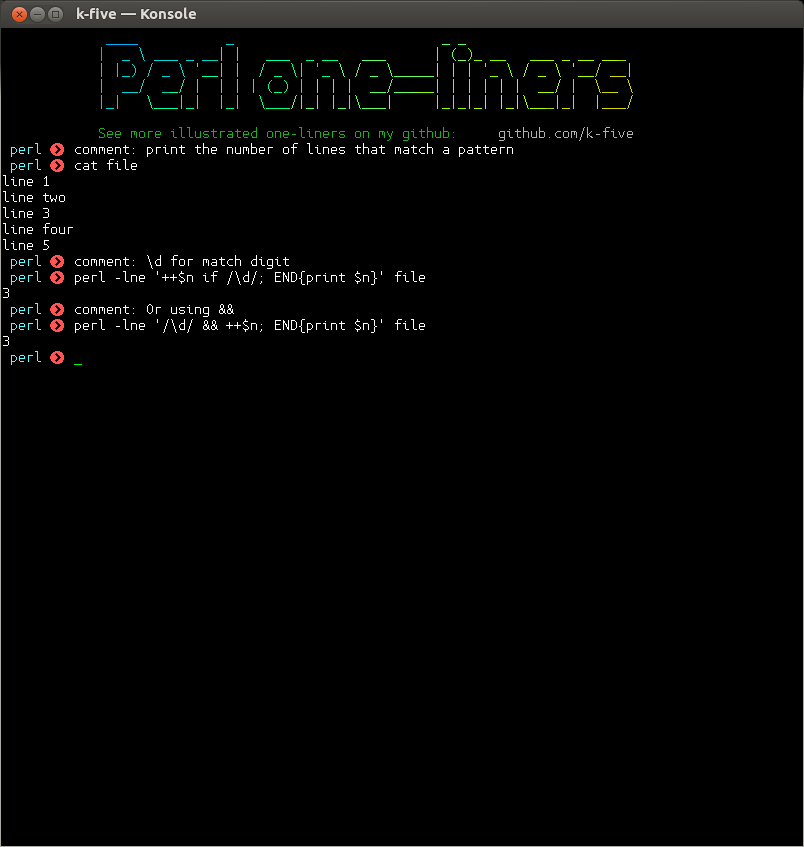 k-five — Konsole
Perl one-liners
See more illustrated one-liners on my github: github.com/k-five
perl comment: print the number of lines that match a pattern
perl cat file
line 1
line two
line 3
line four
line 5
perl comment: \d for match digit
perl perl -lne '++$n if /\d/; END{print $n}' file
3
perl comment: Or using &&
perl perl -lne '/\d/ && ++$n; END{print $n}' file
3
perl _